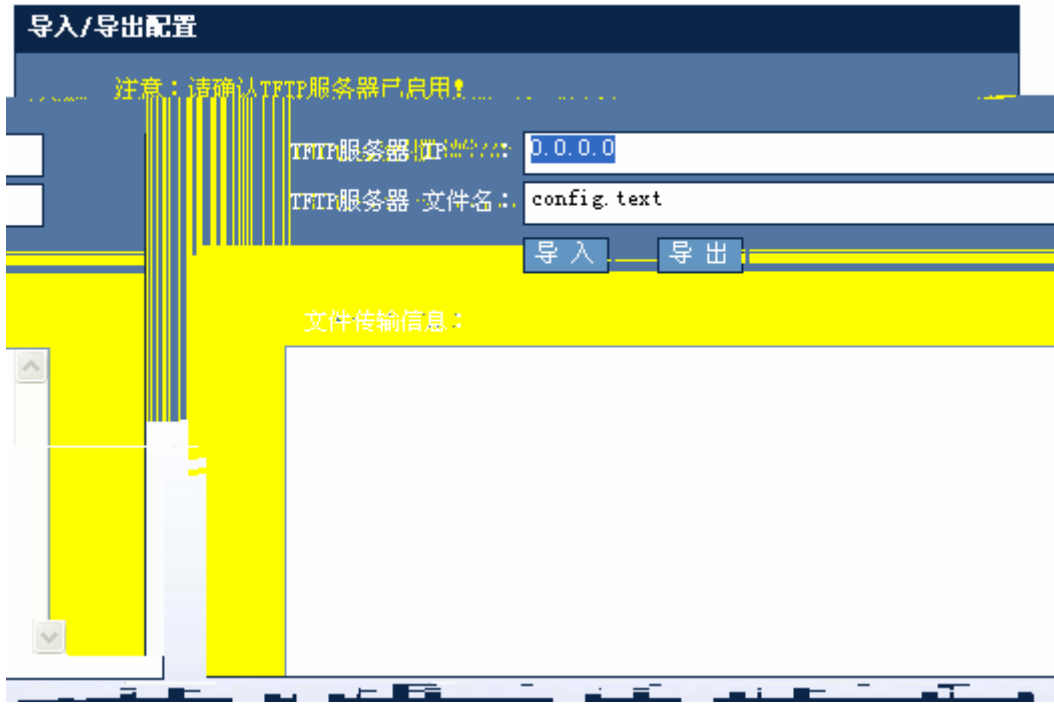 导入/导出配置
注意：请确认TFTP服务器已启用！
TFTP服务器 IP : 0.0.0.0
TFTP服务器 文件名: config.text
导 入 导 出
文件传输信息：